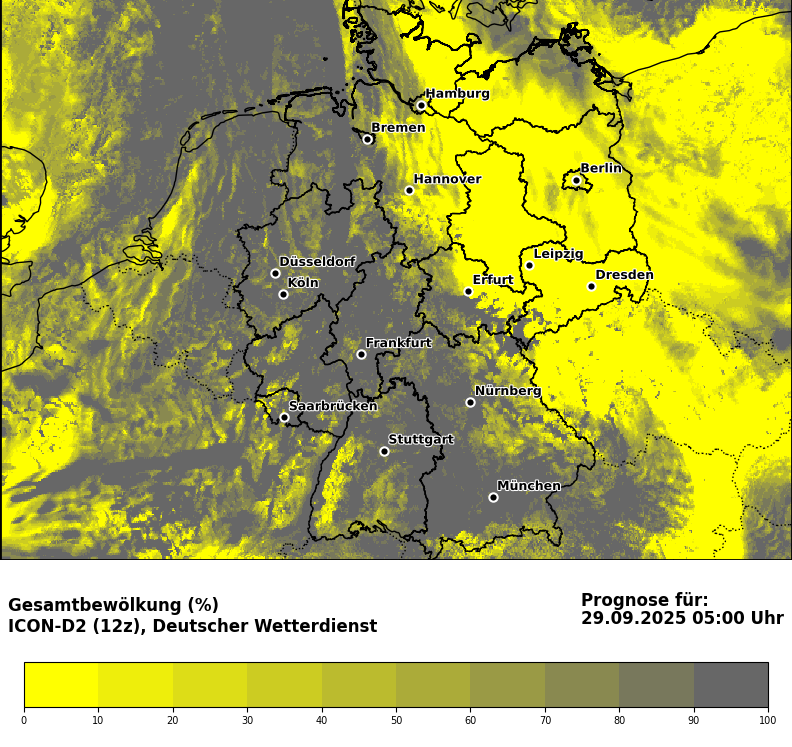 Hamburg
Bremen
Berlin
Hannover
Leipzig
Düsseldorf
Dresden
Köln
Erfurt
Frankfurt
Nürnberg
Saarbrücken
Stuttgart
München
Gesamtbewölkung (%)
ICON-D2 (12z), Deutscher Wetterdienst
Prognose für:
29.09.2025 05:00 Uhr
0 10 20 30 40 50 60 70 80 90 100